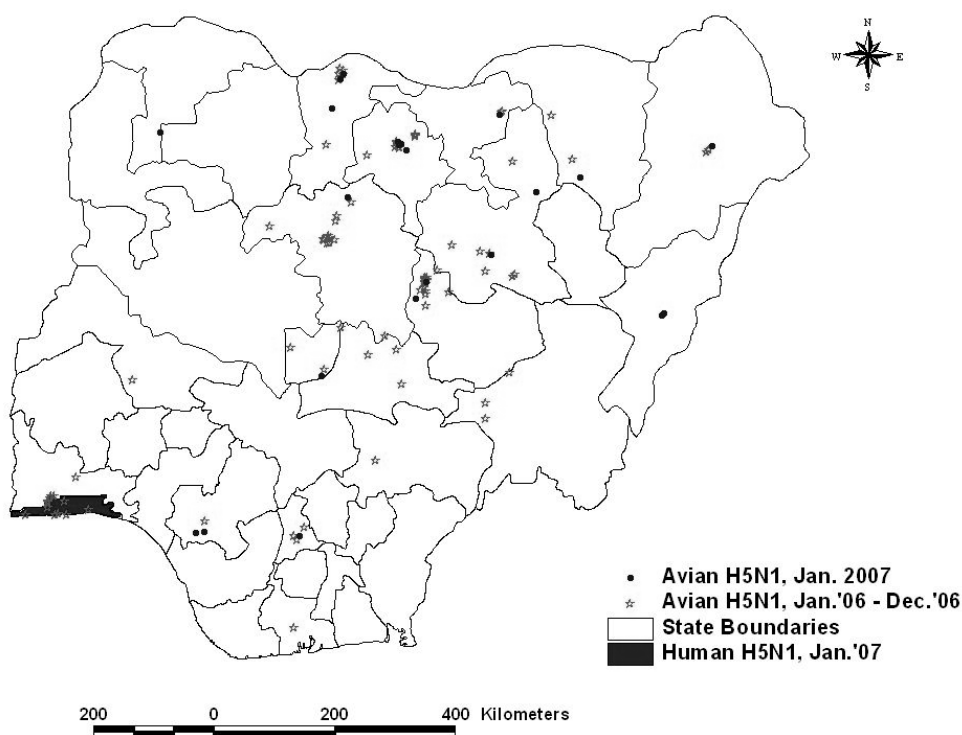 N
W E
S
Avian H5N1, Jan. 2007
Avian H5N1, Jan.'06 - Dec.'06
State Boundaries
Human H5N1, Jan.'07
200 0 200 400 Kilometers